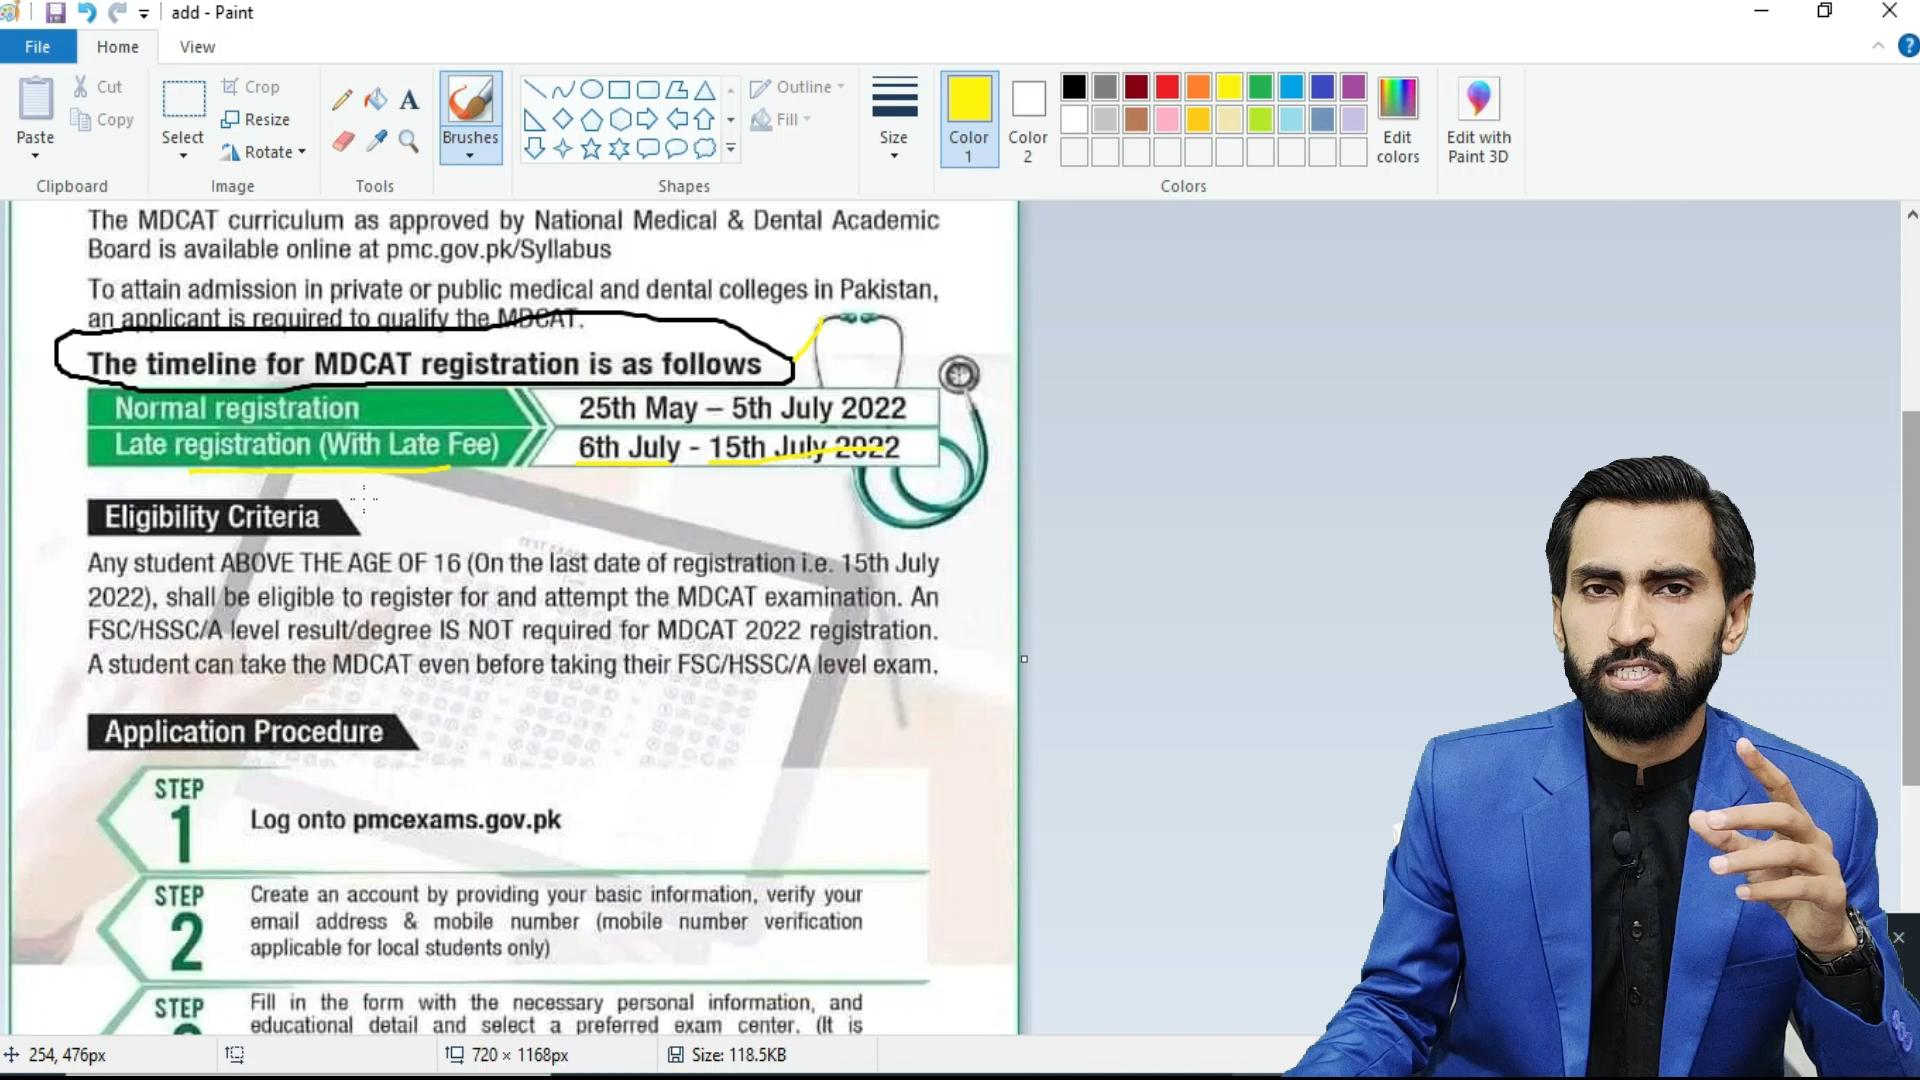 add - Paint
File
Home
View
Paste
Cut
Copy
Clipboard
Select
Crop
Resize
Rotate
Image
A
Tools
Brushes
Outline
Fill
Shapes
Size
Color
1
Color
2
Edit
colors
Colors
Edit with
Paint 3D
?
The MDCAT curriculum as approved by National Medical & Dental Academic
Board is available online at pmc.gov.pk/Syllabus
To attain admission in private or public medical and dental colleges in Pakistan,
an applicant is required to qualify the MDCAT.
The timeline for MDCAT registration is as follows
Normal registration 25th May – 5th July 2022
Late registration (With Late Fee) 6th July - 15th July 2022
Eligibility Criteria
Any student ABOVE THE AGE OF 16 (On the last date of registration i.e. 15th July
2022), shall be eligible to register for and attempt the MDCAT examination. An
FSC/HSSC/A level result/degree IS NOT required for MDCAT 2022 registration.
A student can take the MDCAT even before taking their FSC/HSSC/A level exam.
Application Procedure
STEP
1
Log onto pmcexams.gov.pk
STEP
2
Create an account by providing your basic information, verify your
email address & mobile number (mobile number verification
applicable for local students only)
STEP
Fill in the form with the necessary personal information, and
educational detail and select a preferred exam center. (It is
254, 476px
720 × 1168px
Size: 118.5KB